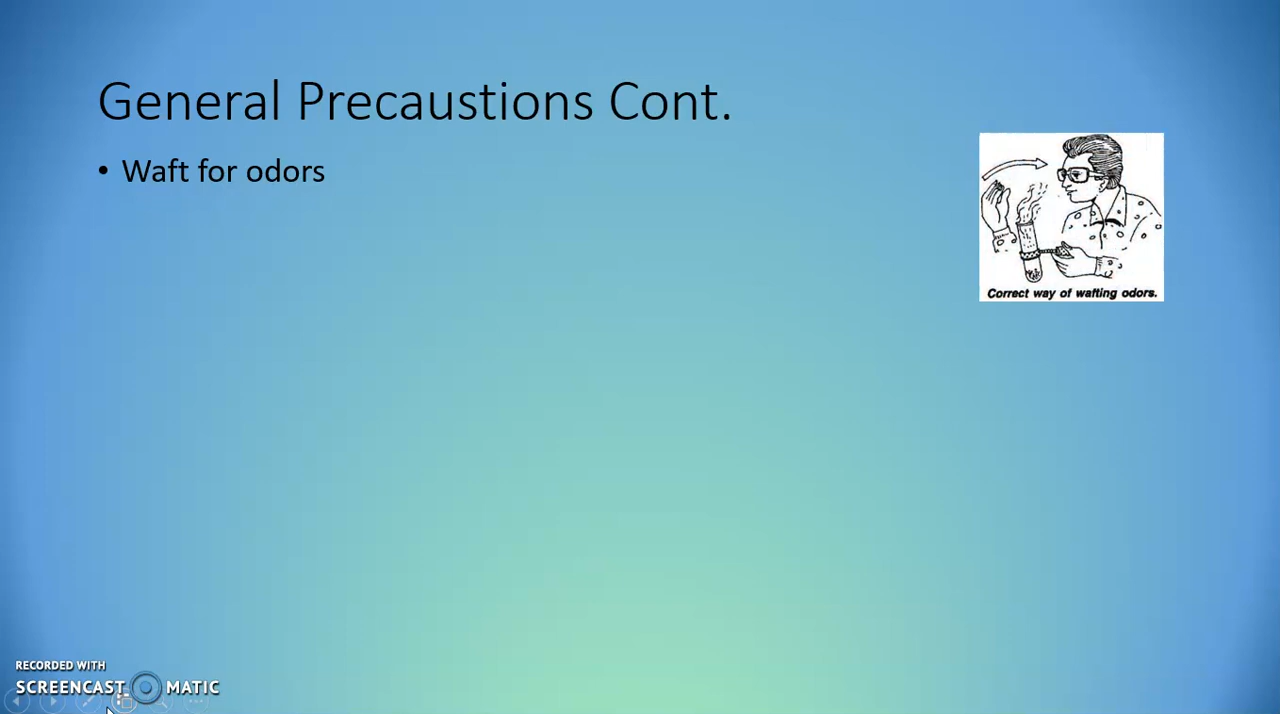 General Precaustions Cont.
• Waft for odors
Correct way of wafting odors.
RECORDED WITH
SCREENCAST MATIC